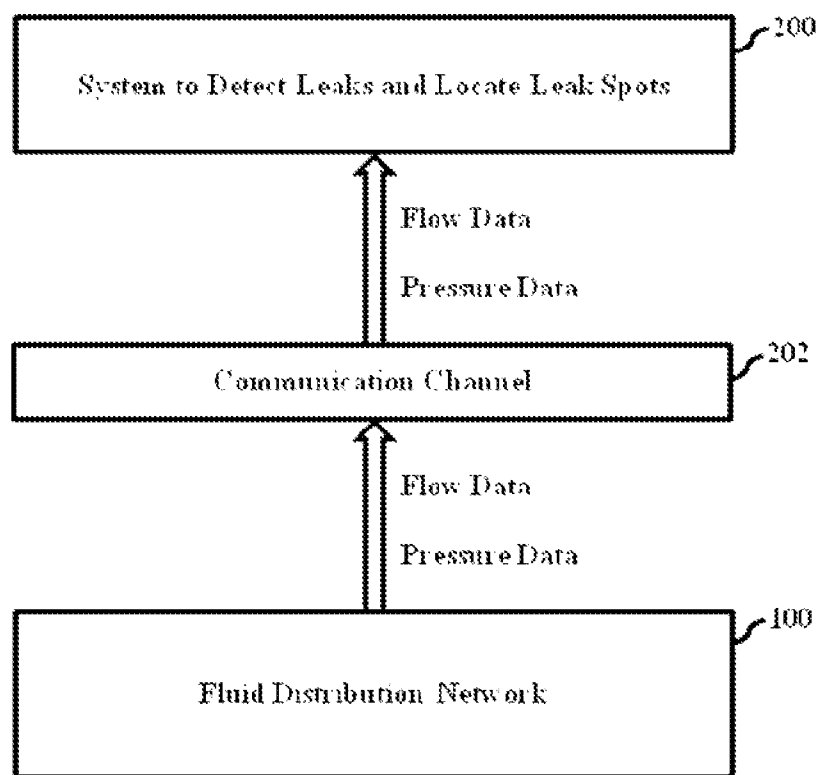 200
System to Detect Leaks and Locate Leak Spots
Flow Data
Pressure Data
202
Communication Channel
Flow Data
Pressure Data
100
Fluid Distribution Network